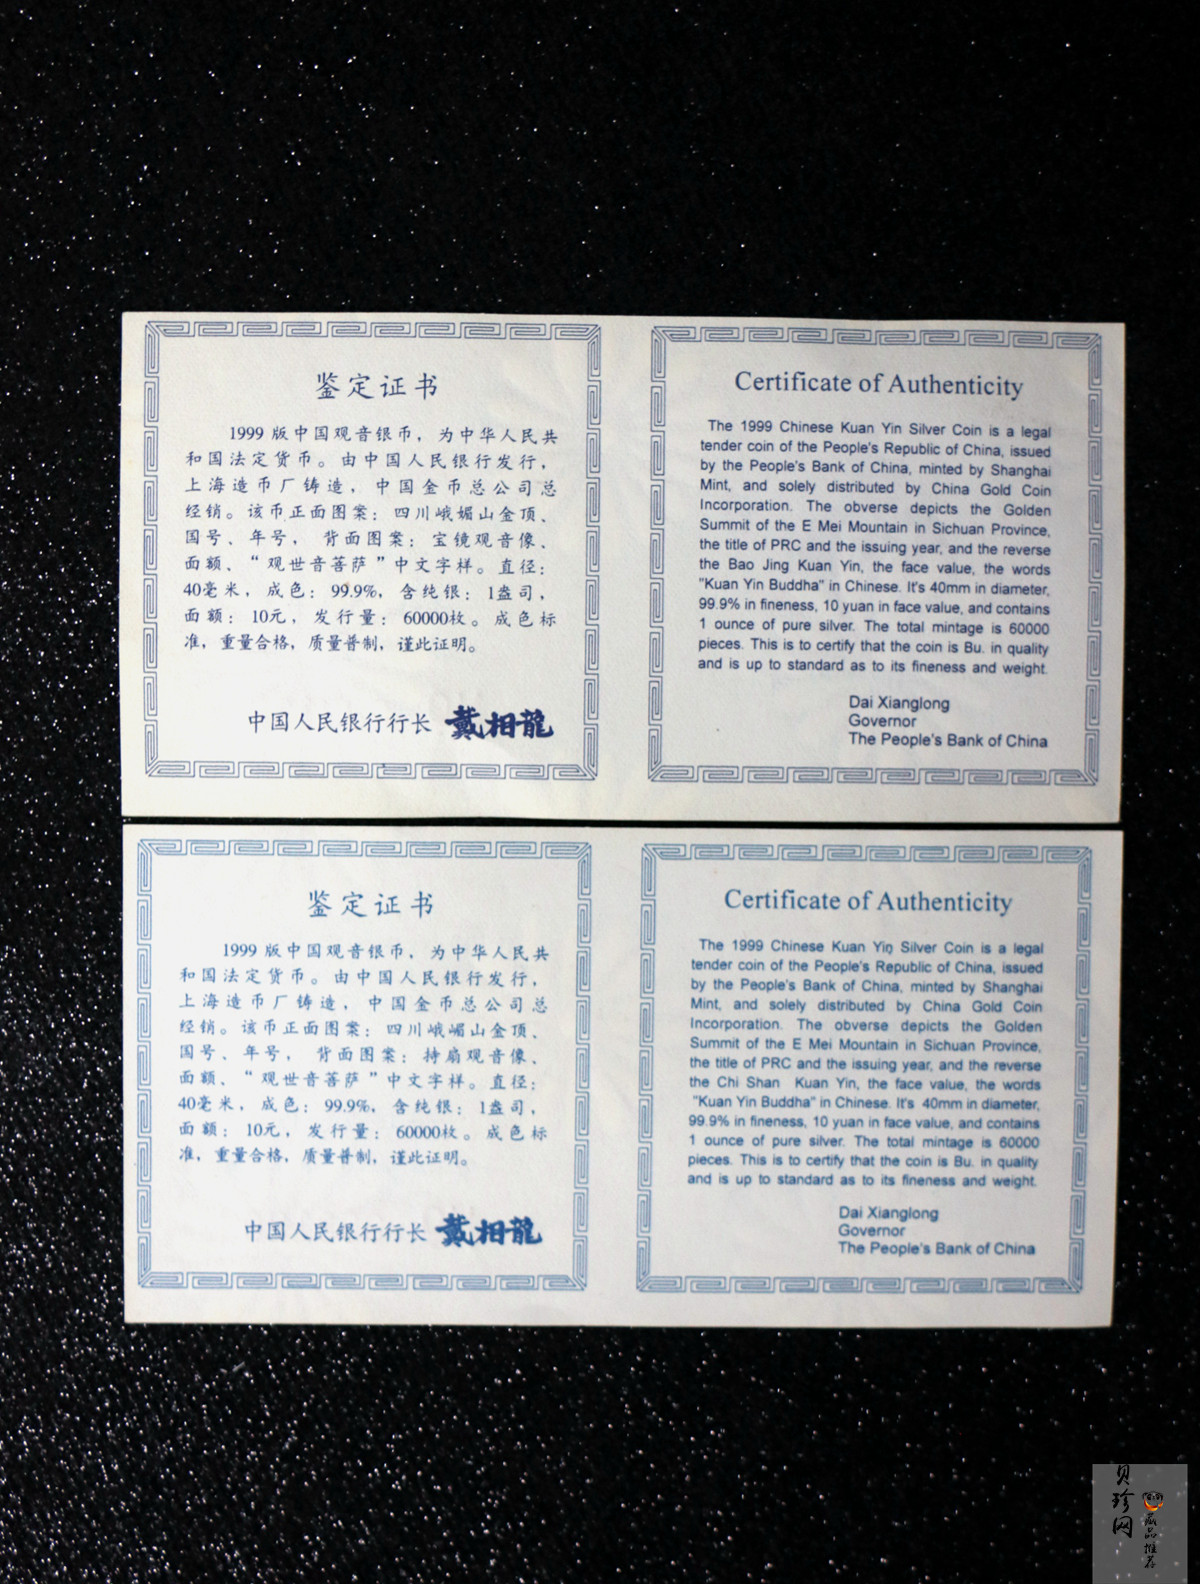 鉴定证书
1999 版中国观音银币，为中华人民共
和国法定货币。由中国人民银行发行，
上海造币厂铸造，中国金币总公司总
经销。该币正面图案：四川峨嵋山金顶、
国号、年号， 背面图案：宝镜观音像、
面额、“观世音菩萨”中文字样。直径：
40毫米，成色：99.9%，含纯银：1盎司，
面额：10元，发行量：60000枚。成色标
准，重量合格，质量普制，谨此证明。
中国人民银行行长 戴相龍
Certificate of Authenticity
The 1999 Chinese Kuan Yin Silver Coin is a legal
tender coin of the People's Republic of China, issued
by the People's Bank of China, minted by Shanghai
Mint, and solely distributed by China Gold Coin
Incorporation. The obverse depicts the Golden
Summit of the E Mei Mountain in Sichuan Province,
the title of PRC and the issuing year, and the reverse
the Bao Jing Kuan Yin, the face value, the words
"Kuan Yin Buddha" in Chinese. It's 40mm in diameter,
99.9% in fineness, 10 yuan in face value, and contains
1 ounce of pure silver. The total mintage is 60000
pieces. This is to certify that the coin is Bu. in quality
and is up to standard as to its fineness and weight.
Dai Xianglong
Governor
The People's Bank of China
鉴定证书
1999 版中国观音银币，为中华人民共
和国法定货币。由中国人民银行发行，
上海造币厂铸造，中国金币总公司总
经销。该币正面图案：四川峨嵋山金顶、
国号、年号， 背面图案：持扇观音像、
面额、“观世音菩萨”中文字样。直径：
40毫米，成色：99.9%，含纯银：1盎司，
面额：10元，发行量：60000枚。成色标
准，重量合格，质量普制，谨此证明。
中国人民银行行长 戴相龍
Certificate of Authenticity
The 1999 Chinese Kuan Yin Silver Coin is a legal
tender coin of the People's Republic of China, issued
by the People's Bank of China, minted by Shanghai
Mint, and solely distributed by China Gold Coin
Incorporation. The obverse depicts the Golden
Summit of the E Mei Mountain in Sichuan Province,
the title of PRC and the issuing year, and the reverse
the Chi Shan Kuan Yin, the face value, the words
"Kuan Yin Buddha" in Chinese. It's 40mm in diameter,
99.9% in fineness, 10 yuan in face value, and contains
1 ounce of pure silver. The total mintage is 60000
pieces. This is to certify that the coin is Bu. in quality
and is up to standard as to its fineness and weight.
Dai Xianglong
Governor
The People's Bank of China
贝珍网
藏品推荐